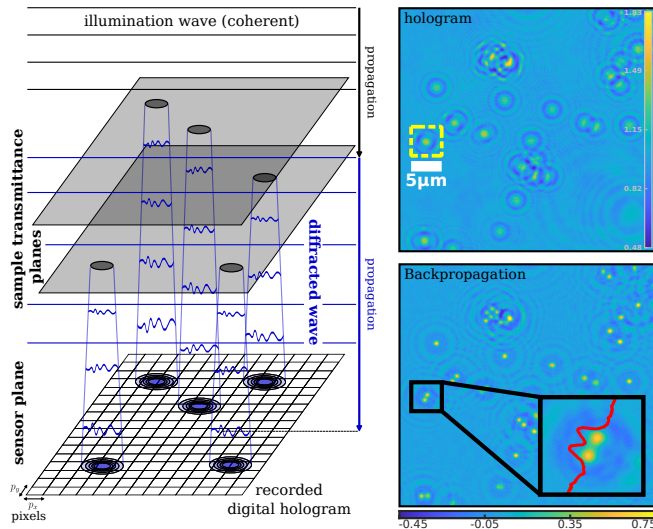 illumination wave (coherent)
propagation
sample transmittance
planes
diffracted wave
propagation
sensor plane
p_y
p_x
pixels
recorded
digital hologram
hologram
1.83
1.49
1.15
0.82
0.48
5μm
Backpropagation
-0.45
-0.05
0.35
0.75